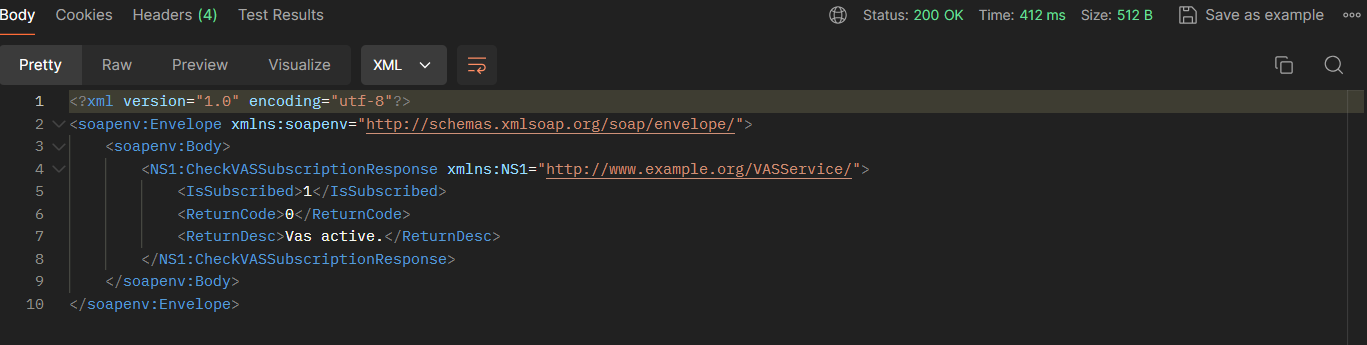 Body Cookies Headers (4) Test Results Status: 200 OK Time: 412 ms Size: 512 B Save as example
Pretty Raw Preview Visualize XML
1 <?xml version="1.0" encoding="utf-8"?>
2 <soapenv:Envelope xmlns:soapenv="http://schemas.xmlsoap.org/soap/envelope/">
3 <soapenv:Body>
4 <NS1:CheckVASSubscriptionResponse xmlns:NS1="http://www.example.org/VASService/">
5 <IsSubscribed>1</IsSubscribed>
6 <ReturnCode>0</ReturnCode>
7 <ReturnDesc>Vas active.</ReturnDesc>
8 </NS1:CheckVASSubscriptionResponse>
9 </soapenv:Body>
10 </soapenv:Envelope>